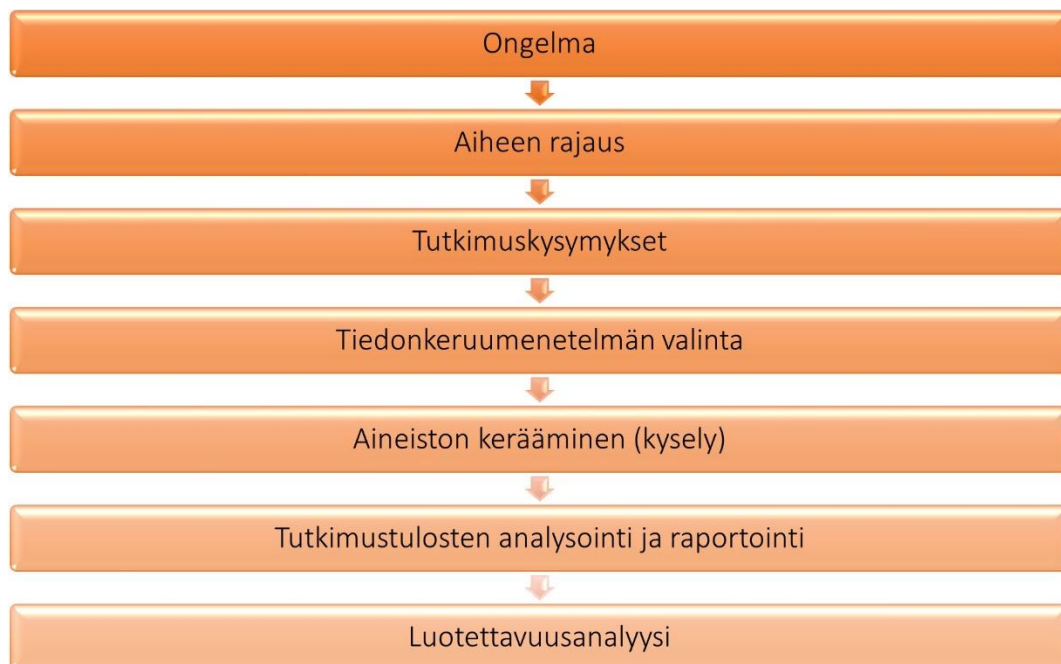 Ongelma
Aiheen rajaus
Tutkimuskysymykset
Tiedonkeruumenetelmän valinta
Aineiston kerääminen (kysely)
Tutkimustulosten analysointi ja raportointi
Luotettavuusanalyysi